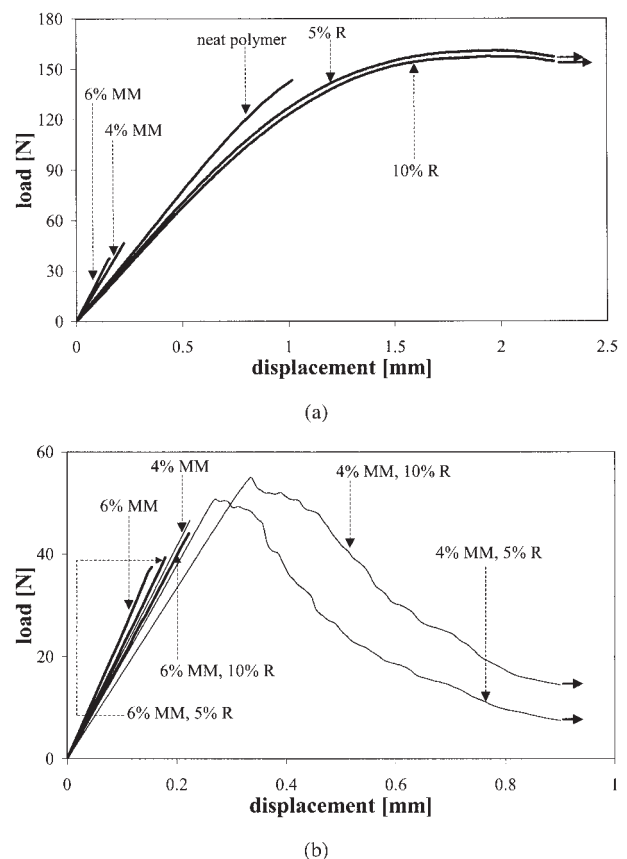 180
150
120
90
60
30
0
load [N]
neat polymer
5% R
6% MM
4% MM
10% R
0 0.5 1 1.5 2 2.5
displacement [mm]
(a)
60
40
20
0
load [N]
4% MM
6% MM
4% MM, 10% R
4% MM, 5% R
6% MM, 10% R
6% MM, 5% R
0 0.2 0.4 0.6 0.8 1
displacement [mm]
(b)